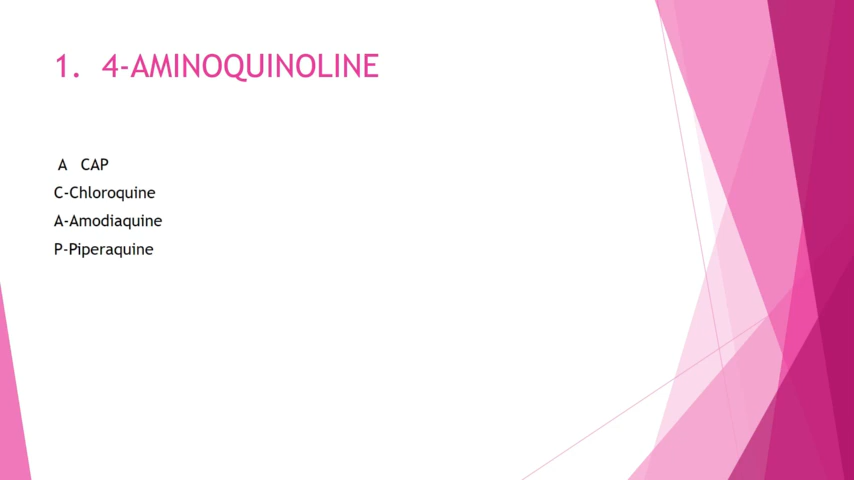 1. 4-AMINOQUINOLINE
A CAP
C-Chloroquine
A-Amodiaquine
P-Piperaquine